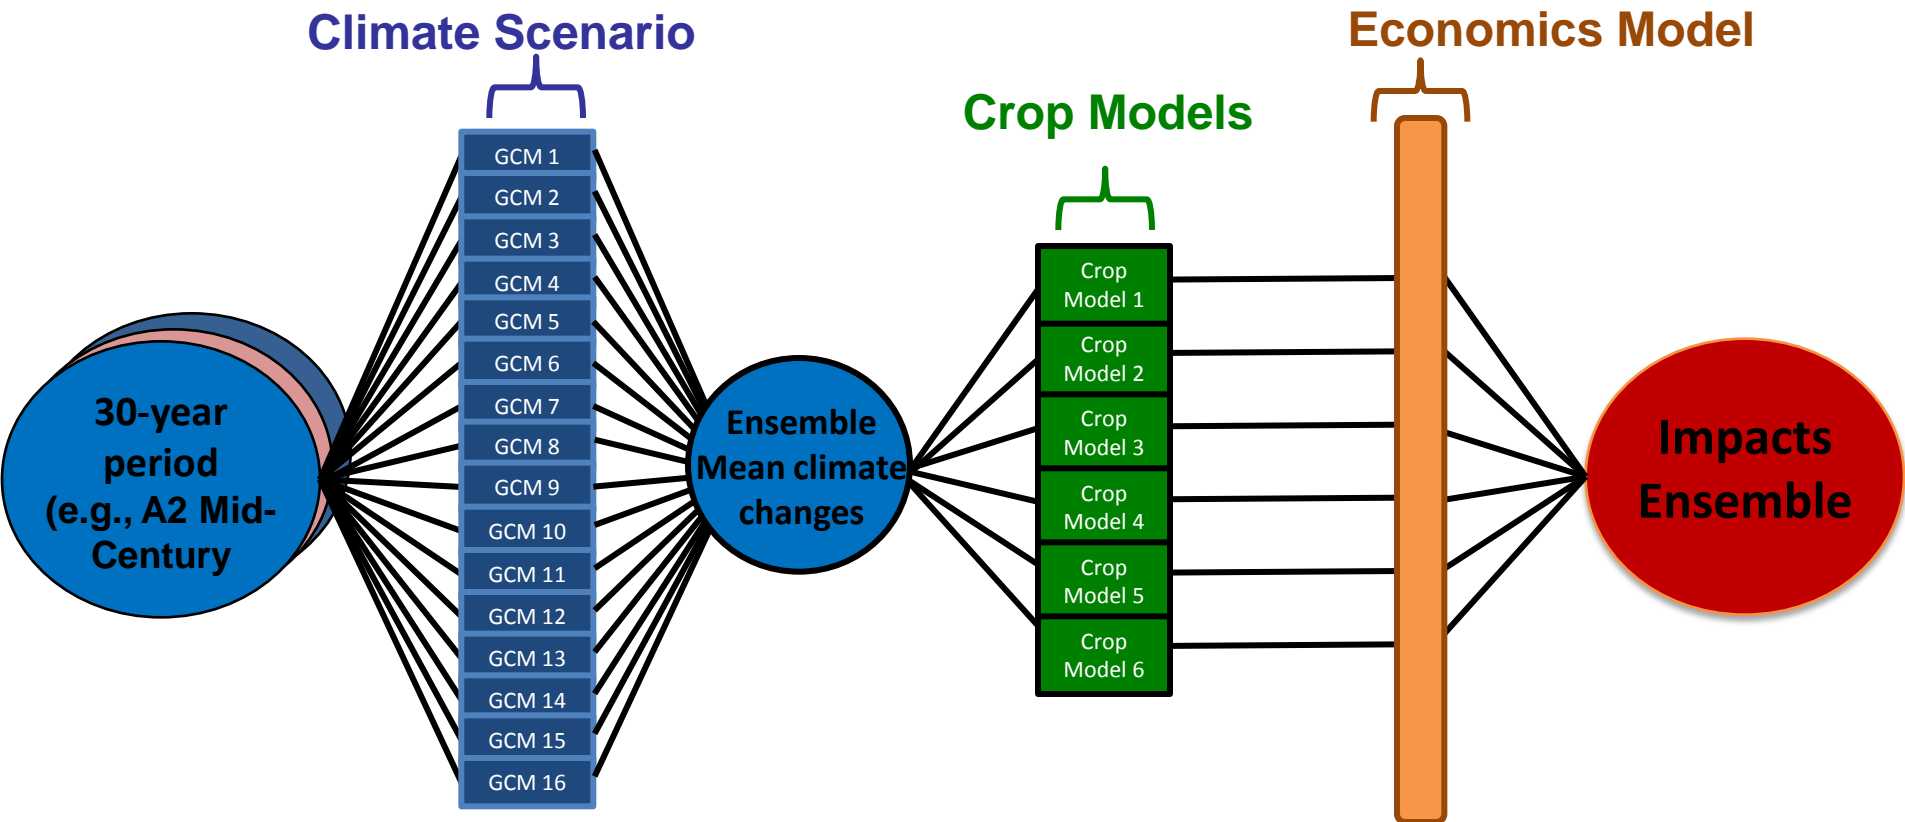 Climate Scenario
Economics Model
Crop Models
GCM 1
GCM 2
GCM 3
GCM 4
GCM 5
GCM 6
GCM 7
GCM 8
GCM 9
GCM 10
GCM 11
GCM 12
GCM 13
GCM 14
GCM 15
GCM 16
30-year
period
(e.g., A2 Mid-
Century
Ensemble
Mean climate
changes
Crop
Model 1
Crop
Model 2
Crop
Model 3
Crop
Model 4
Crop
Model 5
Crop
Model 6
Impacts
Ensemble